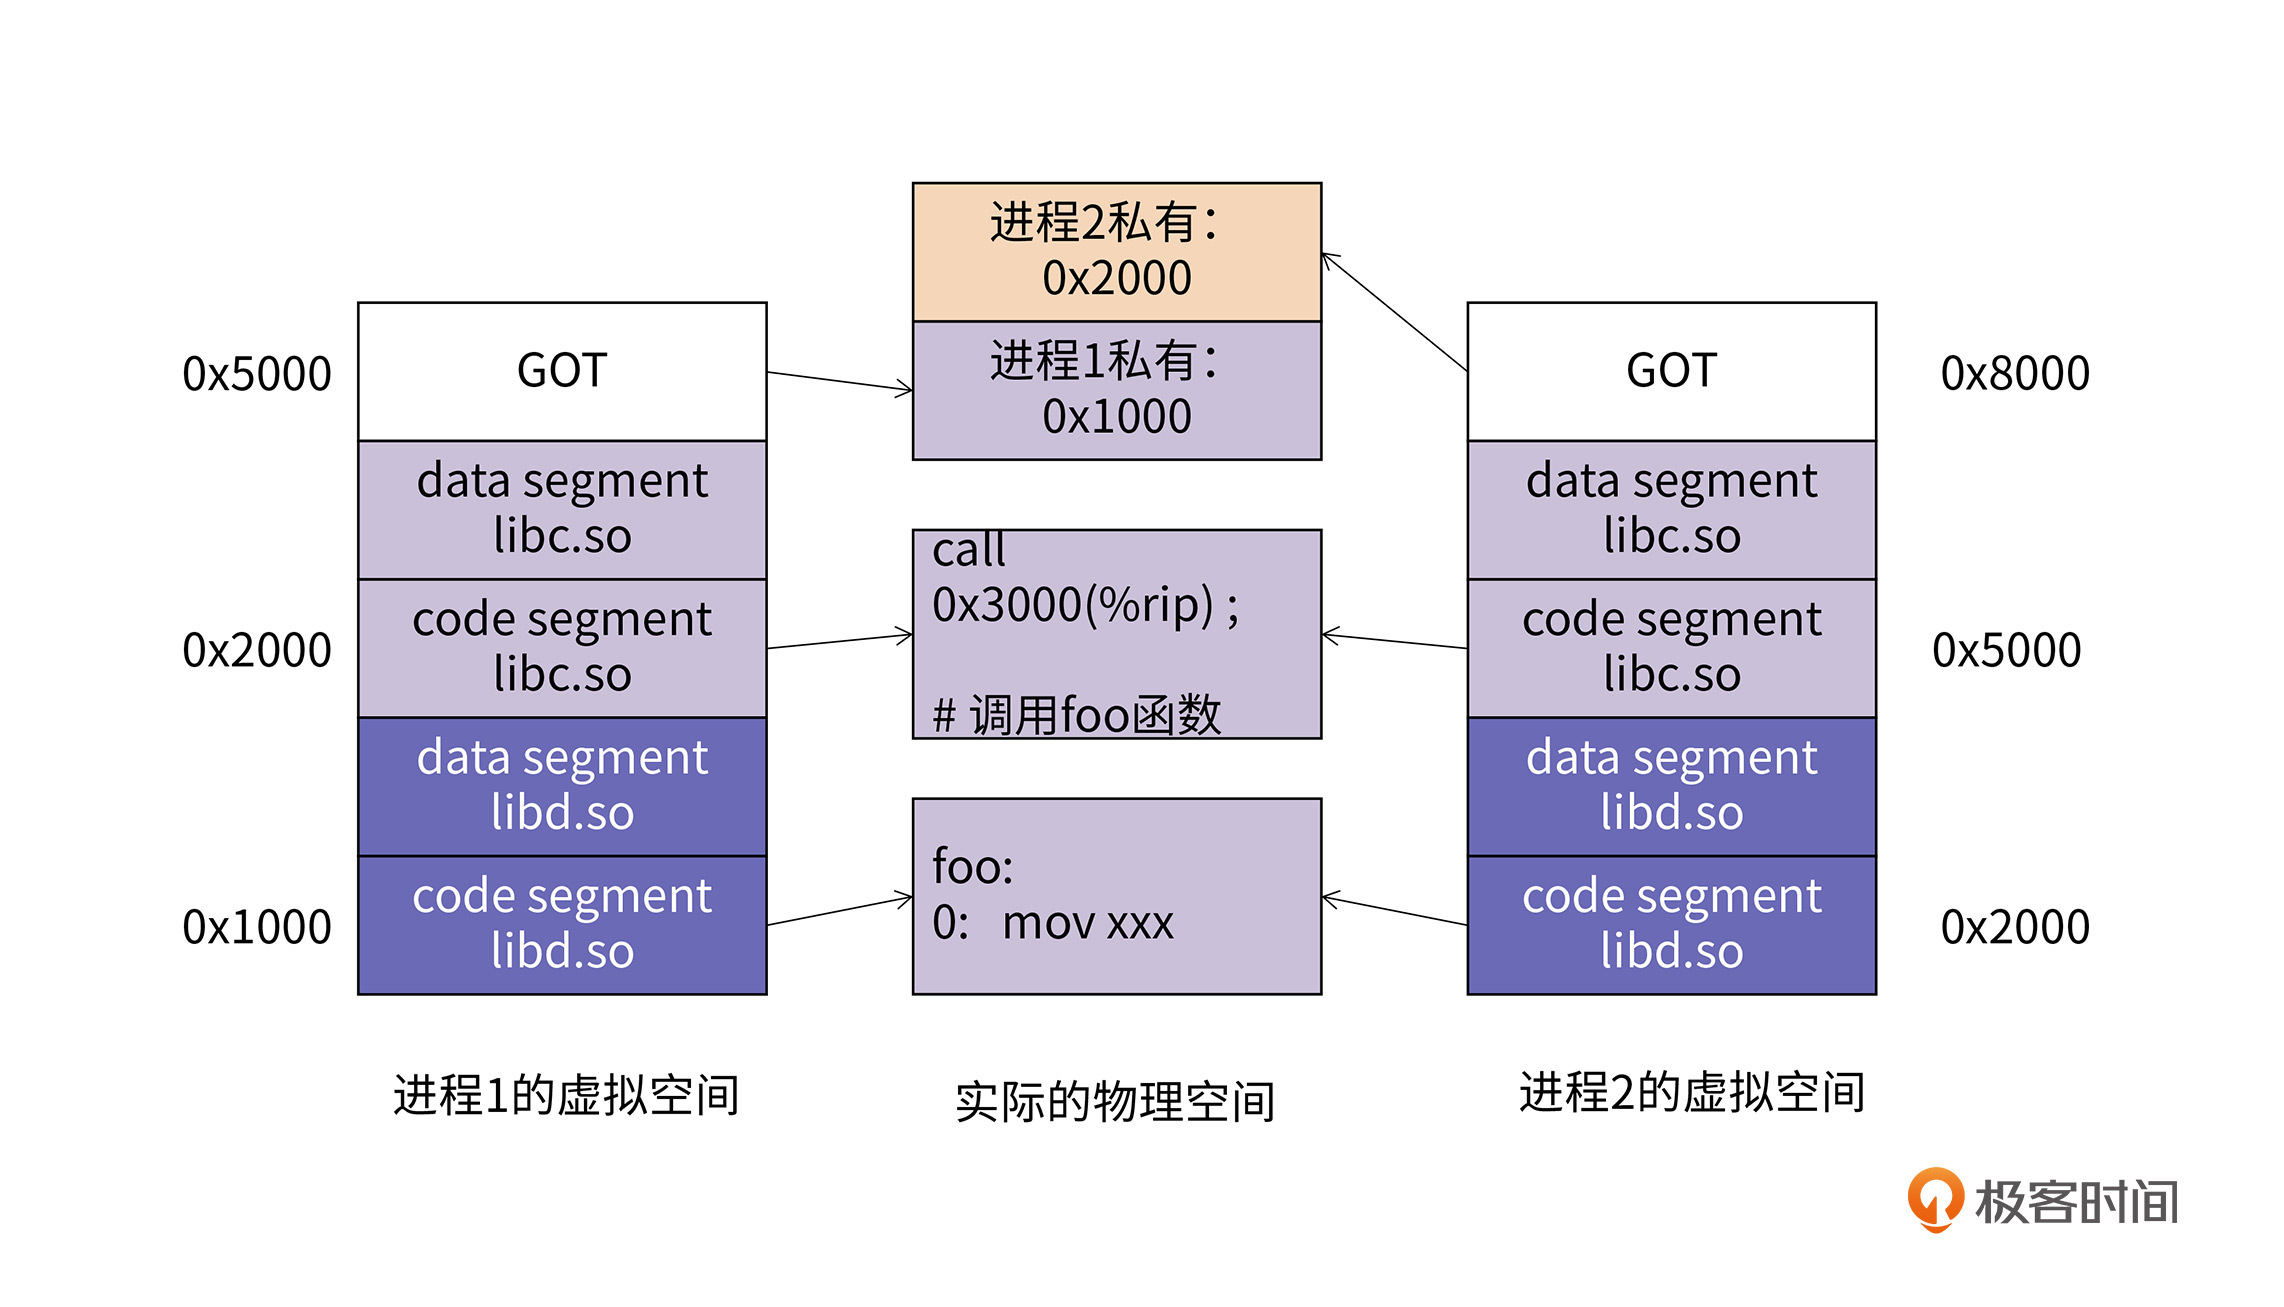 0x5000
GOT
data segment
libc.so
0x2000
code segment
libc.so
data segment
libd.so
0x1000
code segment
libd.so
进程1的虚拟空间
进程2私有：
0x2000
进程1私有：
0x1000
call
0x3000(%rip)；
# 调用foo函数
foo:
0: mov xxx
实际的物理空间
GOT
0x8000
data segment
libc.so
code segment
libc.so
0x5000
data segment
libd.so
code segment
libd.so
0x2000
进程2的虚拟空间
极客时间